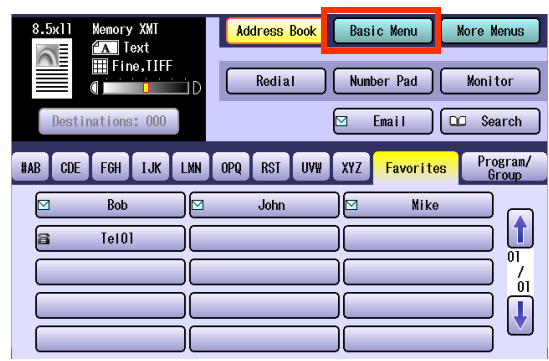 8.5x11 Memory XMT
A Text
Fine,TIFF
D
Destinations: 000
Address Book Basic Menu More Menus
Redial Number Pad Monitor
Email Search
#AB CDE FGH IJK LMN OPQ RST UVW XYZ Favorites Program/
Group
Bob John Mike
Tel01
01
/
01